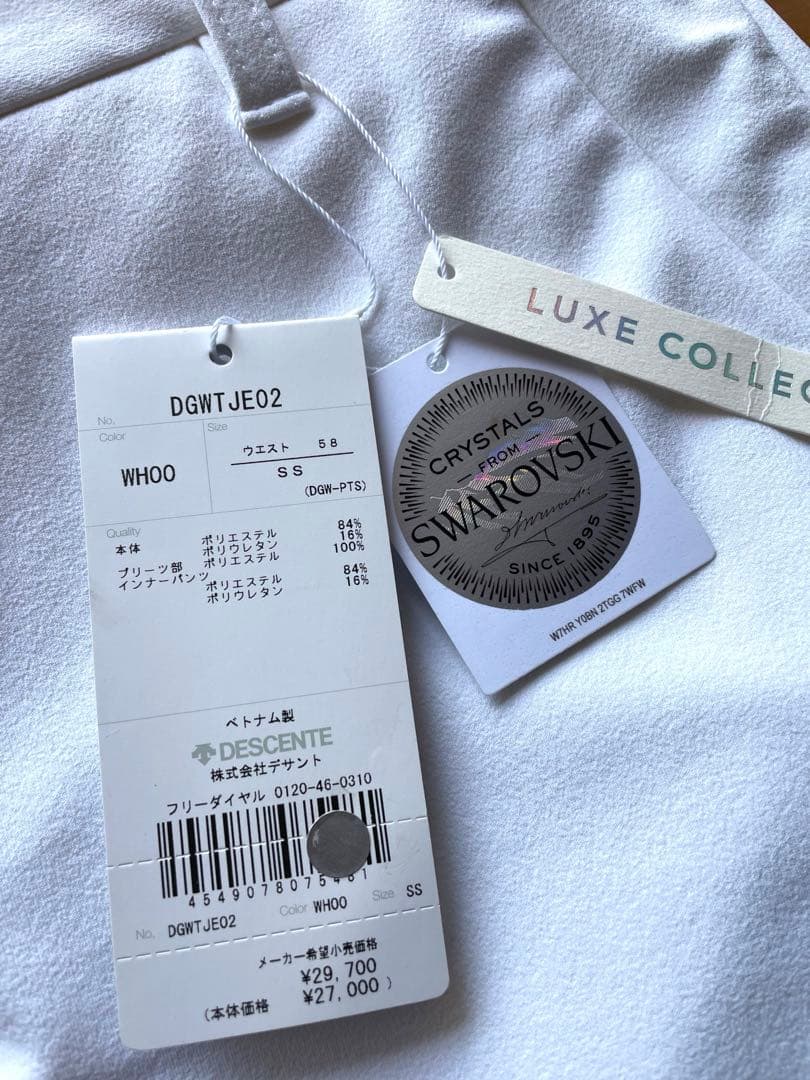 LUXE COLLEC
CRYSTALS
FROM
SWAROVSKI
SINCE 1895
W7HR Y0BN 2TGG 7WFW
No. DGWTJE02
Color WH00
Size ウエスト 58
SS
(DGW-PTS)
Quality
本体 ポリエステル 84%
ポリウレタン 16%
プリーツ部 ポリエステル 100%
インナーパンツ
ポリエステル 84%
ポリウレタン 16%
ベトナム製
DESCENTE
株式会社デサント
フリーダイヤル 0120-46-0310
4549078075481
No. DGWTJE02 Color WH00 Size SS
メーカー希望小売価格
¥29,700
(本体価格 ¥27,000)